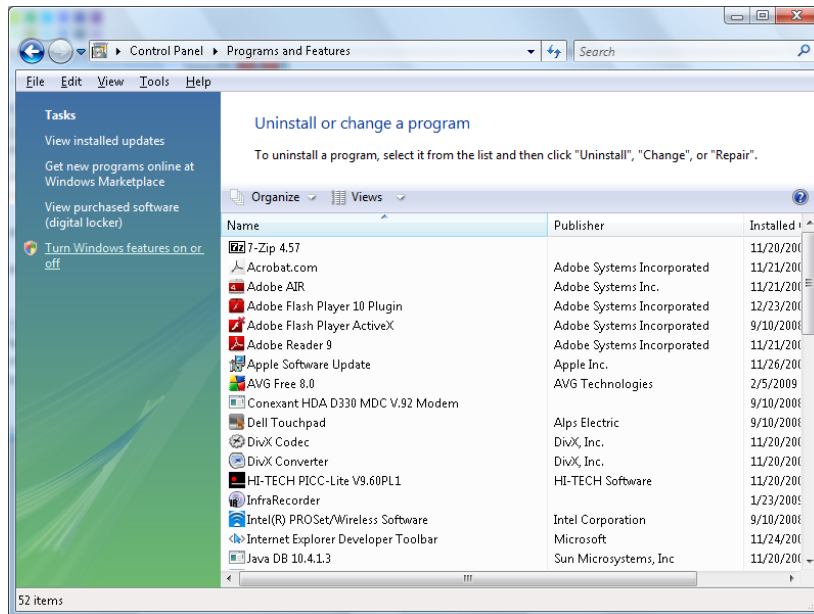 Control Panel Programs and Features Search
File Edit View Tools Help
Tasks
View installed updates
Get new programs online at
Windows Marketplace
View purchased software
(digital locker)
Turn Windows features on or
off
Uninstall or change a program
To uninstall a program, select it from the list and then click "Uninstall", "Change", or "Repair".
Organize Views
Name Publisher Installed
7-Zip 4.57 11/20/200
Acrobat.com Adobe Systems Incorporated 11/21/200
Adobe AIR Adobe Systems Inc. 11/21/200
Adobe Flash Player 10 Plugin Adobe Systems Incorporated 12/23/200
Adobe Flash Player ActiveX Adobe Systems Incorporated 9/10/2008
Adobe Reader 9 Adobe Systems Incorporated 11/21/200
Apple Software Update Apple Inc. 11/26/200
AVG Free 8.0 AVG Technologies 2/5/2009
Conexant HDA D330 MDC V.92 Modem 9/10/2008
Dell Touchpad Alps Electric 9/10/2008
DivX Codec DivX, Inc. 11/20/200
DivX Converter DivX, Inc. 11/20/200
HI-TECH PICC-Lite V9.60PL1 HI-TECH Software 11/20/200
InfraRecorder 1/23/2009
Intel(R) PROSet/Wireless Software Intel Corporation 9/10/2008
Internet Explorer Developer Toolbar Microsoft 11/24/200
Java DB 10.4.1.3 Sun Microsystems, Inc 11/20/200
52 items